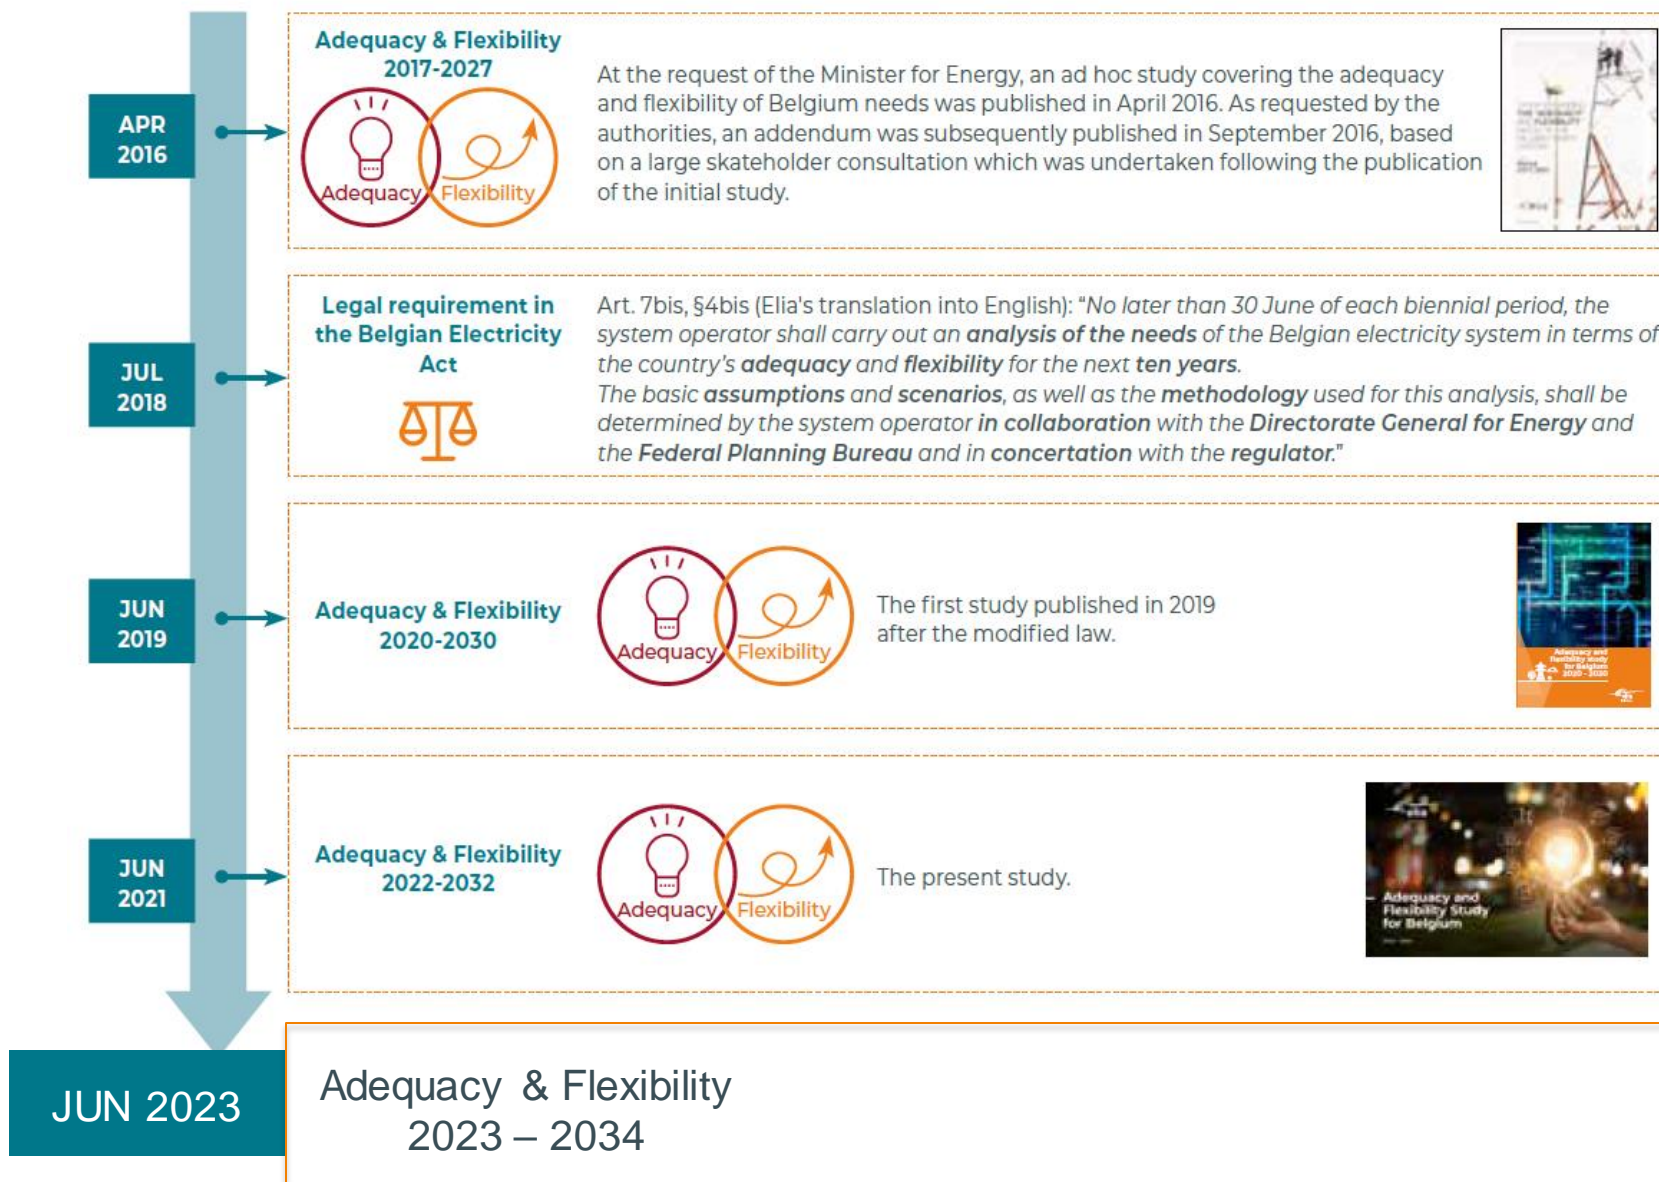 Adequacy & Flexibility
2017-2027
APR
2016
Adequacy
Flexibility
At the request of the Minister for Energy, an ad hoc study covering the adequacy
and flexibility of Belgium needs was published in April 2016. As requested by the
authorities, an addendum was subsequently published in September 2016, based
on a large skateholder consultation which was undertaken following the publication
of the initial study.
JUL
2018
Legal requirement in
the Belgian Electricity
Act
Art. 7bis, §4bis (Elia's translation into English): "No later than 30 June of each biennial period, the
system operator shall carry out an analysis of the needs of the Belgian electricity system in terms of
the country's adequacy and flexibility for the next ten years.
The basic assumptions and scenarios, as well as the methodology used for this analysis, shall be
determined by the system operator in collaboration with the Directorate General for Energy and
the Federal Planning Bureau and in concertation with the regulator."
JUN
2019
Adequacy & Flexibility
2020-2030
Adequacy
Flexibility
The first study published in 2019
after the modified law.
Adequacy and
flexibility study
for Belgium
2020 - 2030
JUN
2021
Adequacy & Flexibility
2022-2032
Adequacy
Flexibility
The present study.
elia
Adequacy and
Flexibility Study
for Belgium
JUN 2023
Adequacy & Flexibility
2023 – 2034